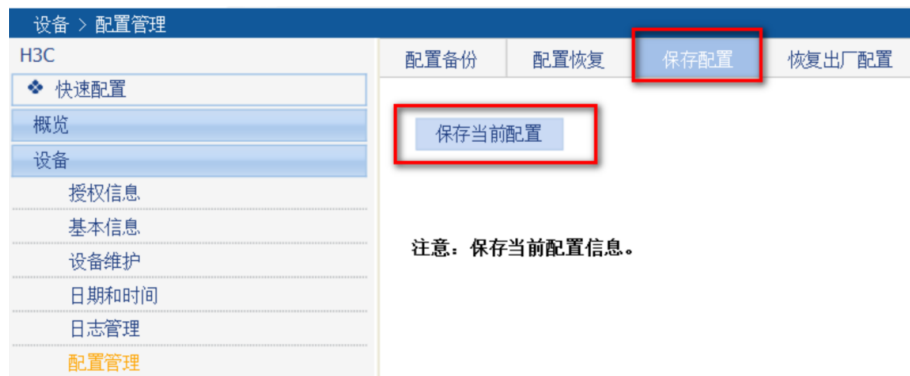 设备 > 配置管理
H3C
快速配置
概览
设备
授权信息
基本信息
设备维护
日期和时间
日志管理
配置管理
配置备份 配置恢复 保存配置 恢复出厂配置
保存当前配置
注意：保存当前配置信息。